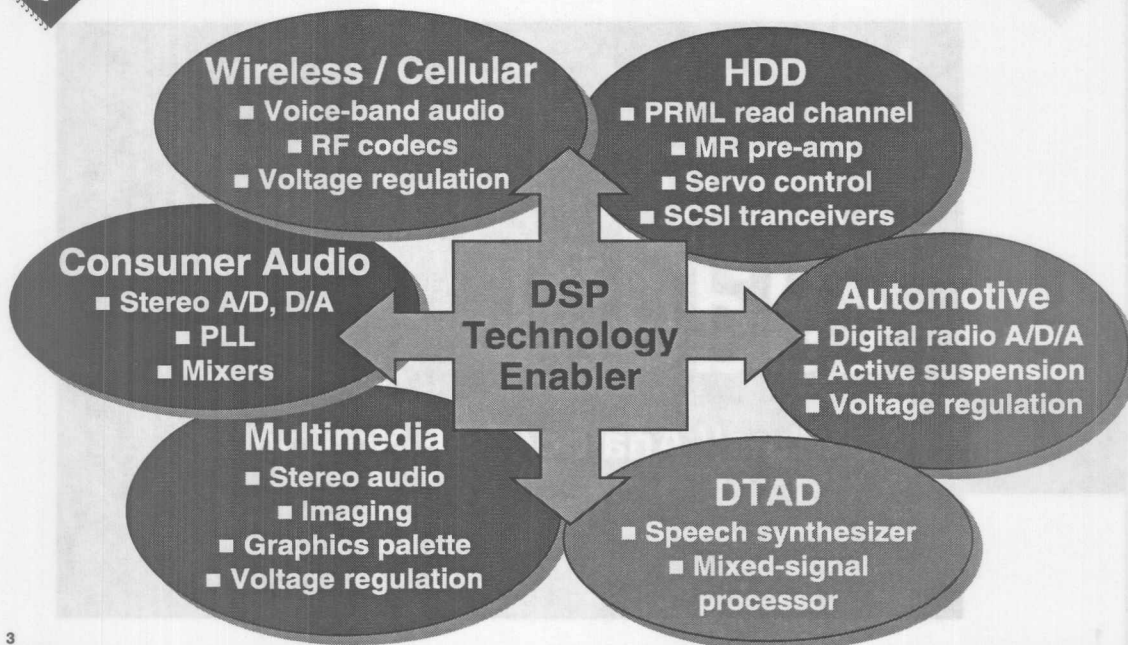 Wireless / Cellular
■ Voice-band audio
■ RF codecs
■ Voltage regulation
HDD
■ PRML read channel
■ MR pre-amp
■ Servo control
■ SCSI tranceivers
Consumer Audio
■ Stereo A/D, D/A
■ PLL
■ Mixers
DSP
Technology
Enabler
Automotive
■ Digital radio A/D/A
■ Active suspension
■ Voltage regulation
Multimedia
■ Stereo audio
■ Imaging
■ Graphics palette
■ Voltage regulation
DTAD
■ Speech synthesizer
■ Mixed-signal
processor
3